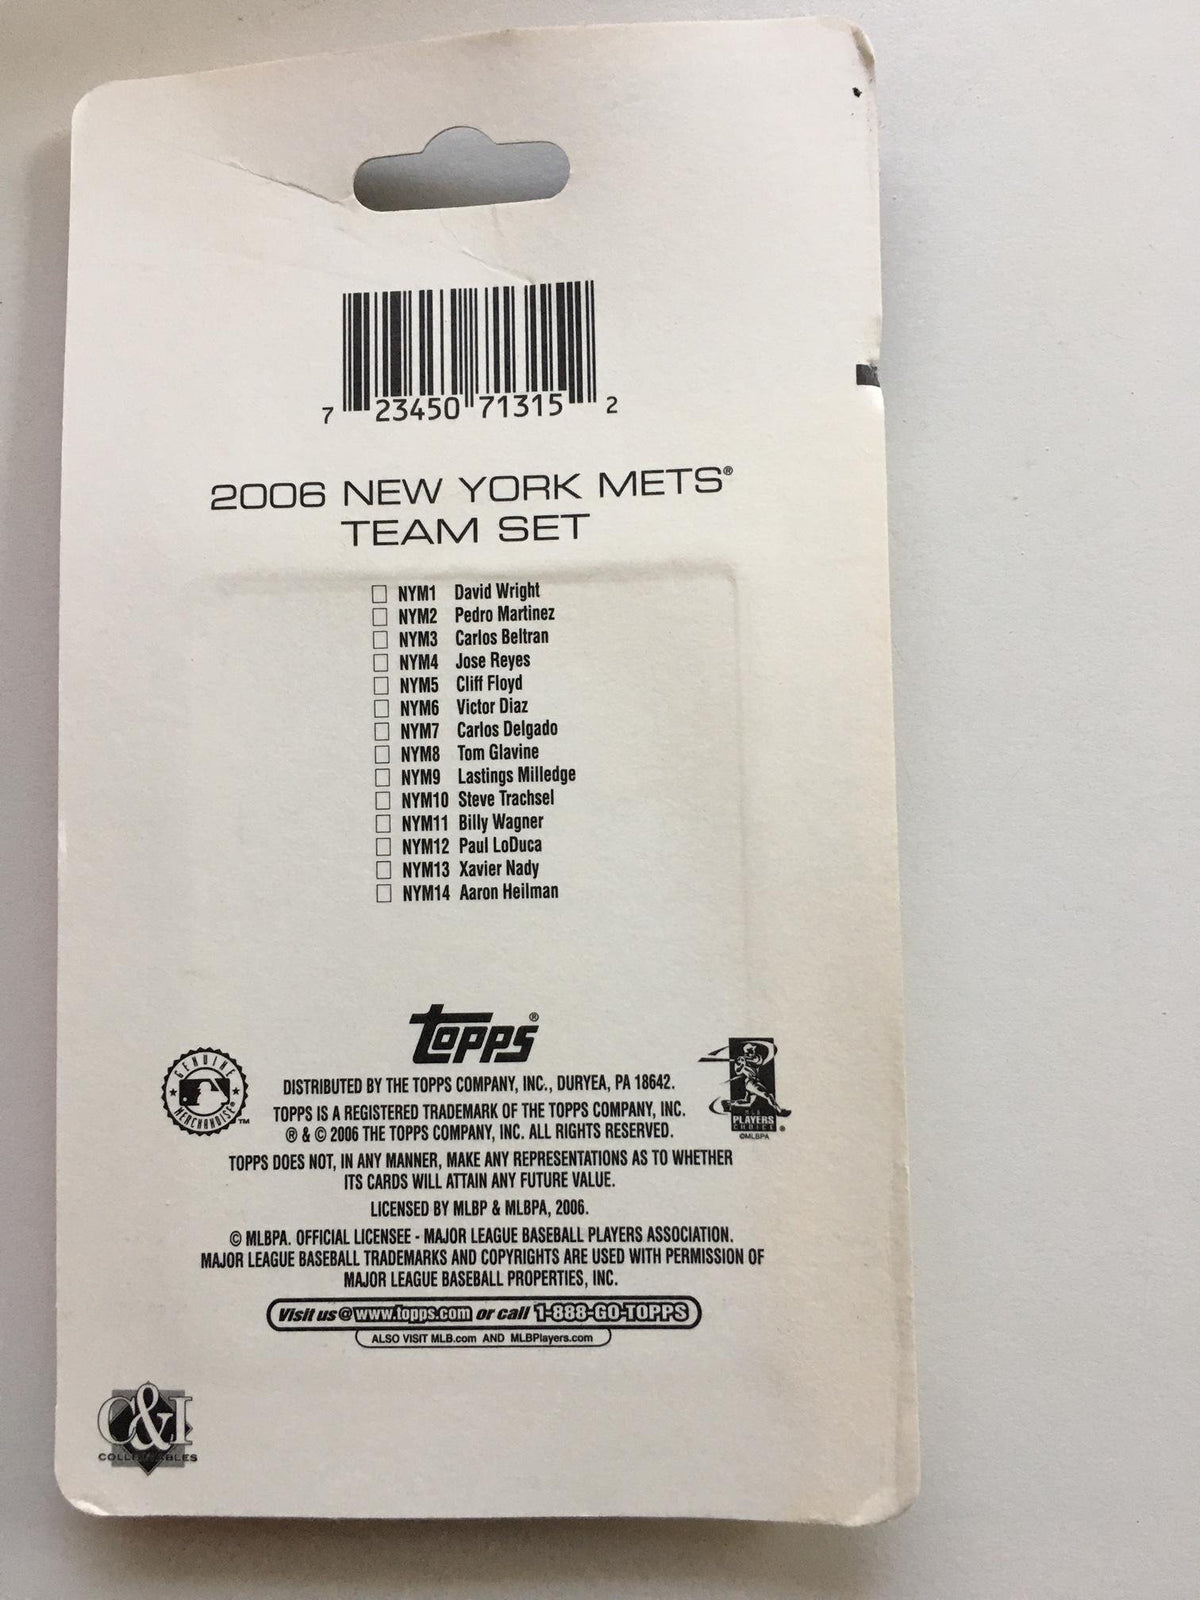 7 23450 71315 2
2006 NEW YORK METS®
TEAM SET
NYM1 David Wright
NYM2 Pedro Martinez
NYM3 Carlos Beltran
NYM4 Jose Reyes
NYM5 Cliff Floyd
NYM6 Victor Diaz
NYM7 Carlos Delgado
NYM8 Tom Glavine
NYM9 Lastings Milledge
NYM10 Steve Trachsel
NYM11 Billy Wagner
NYM12 Paul LoDuca
NYM13 Xavier Nady
NYM14 Aaron Heilman
Topps®
GENUINE
MERCHANDISE® ™
DISTRIBUTED BY THE TOPPS COMPANY, INC., DURYEA, PA 18642.
TOPPS IS A REGISTERED TRADEMARK OF THE TOPPS COMPANY, INC.
® & © 2006 THE TOPPS COMPANY, INC. ALL RIGHTS RESERVED.
MLB
PLAYERS
CHOICE®
©MLBPA
TOPPS DOES NOT, IN ANY MANNER, MAKE ANY REPRESENTATIONS AS TO WHETHER
ITS CARDS WILL ATTAIN ANY FUTURE VALUE.
LICENSED BY MLBP & MLBPA, 2006.
© MLBPA. OFFICIAL LICENSEE - MAJOR LEAGUE BASEBALL PLAYERS ASSOCIATION.
MAJOR LEAGUE BASEBALL TRADEMARKS AND COPYRIGHTS ARE USED WITH PERMISSION OF
MAJOR LEAGUE BASEBALL PROPERTIES, INC.
Visit us @ www.topps.com or call 1-888-GO-TOPPS
ALSO VISIT MLB.com AND MLBPlayers.com
C&I
COLLECTABLES